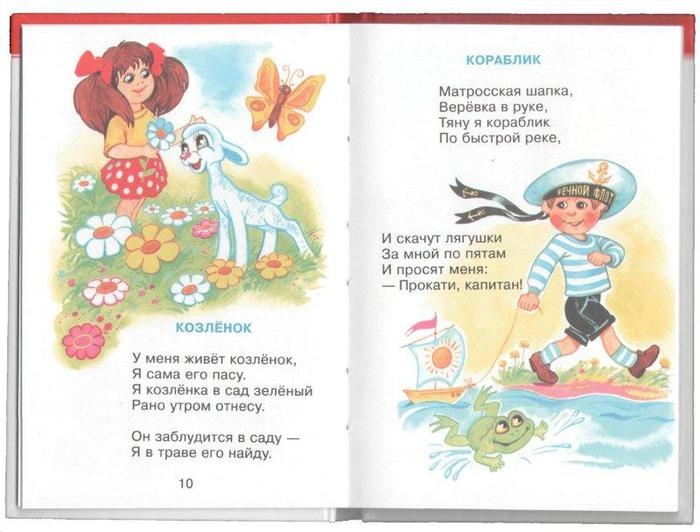 КОЗЛЁНОК
У меня живёт козлёнок,
Я сама его пасу.
Я козлёнка в сад зелёный
Рано утром отнесу.
Он заблудится в саду —
Я в траве его найду.
10
КОРАБЛИК
Матросская шапка,
Верёвка в руке,
Тяну я кораблик
По быстрой реке,
РЕЧНОЙ ФЛОТ
И скачут лягушки
За мной по пятам
И просят меня:
— Прокати, капитан!